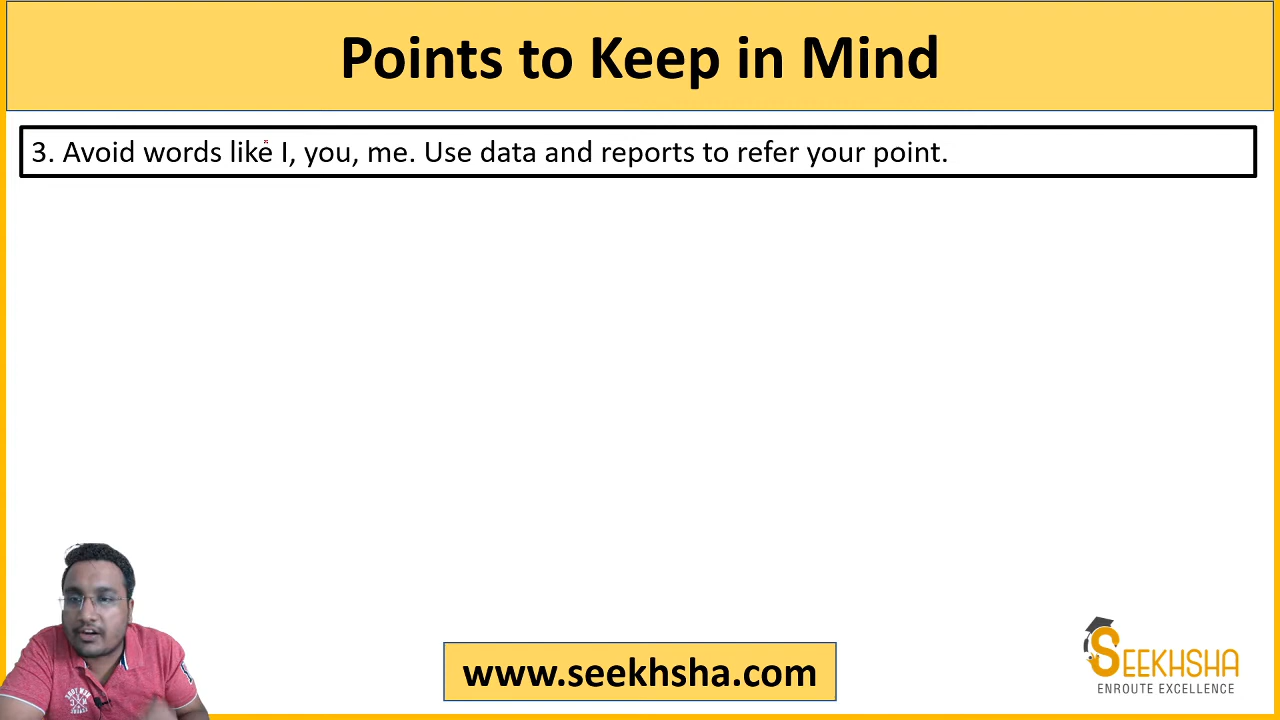 Points to Keep in Mind
3. Avoid words like I, you, me. Use data and reports to refer your point.
www.seekhsha.com
SEEKHSHA
ENROUTE EXCELLENCE